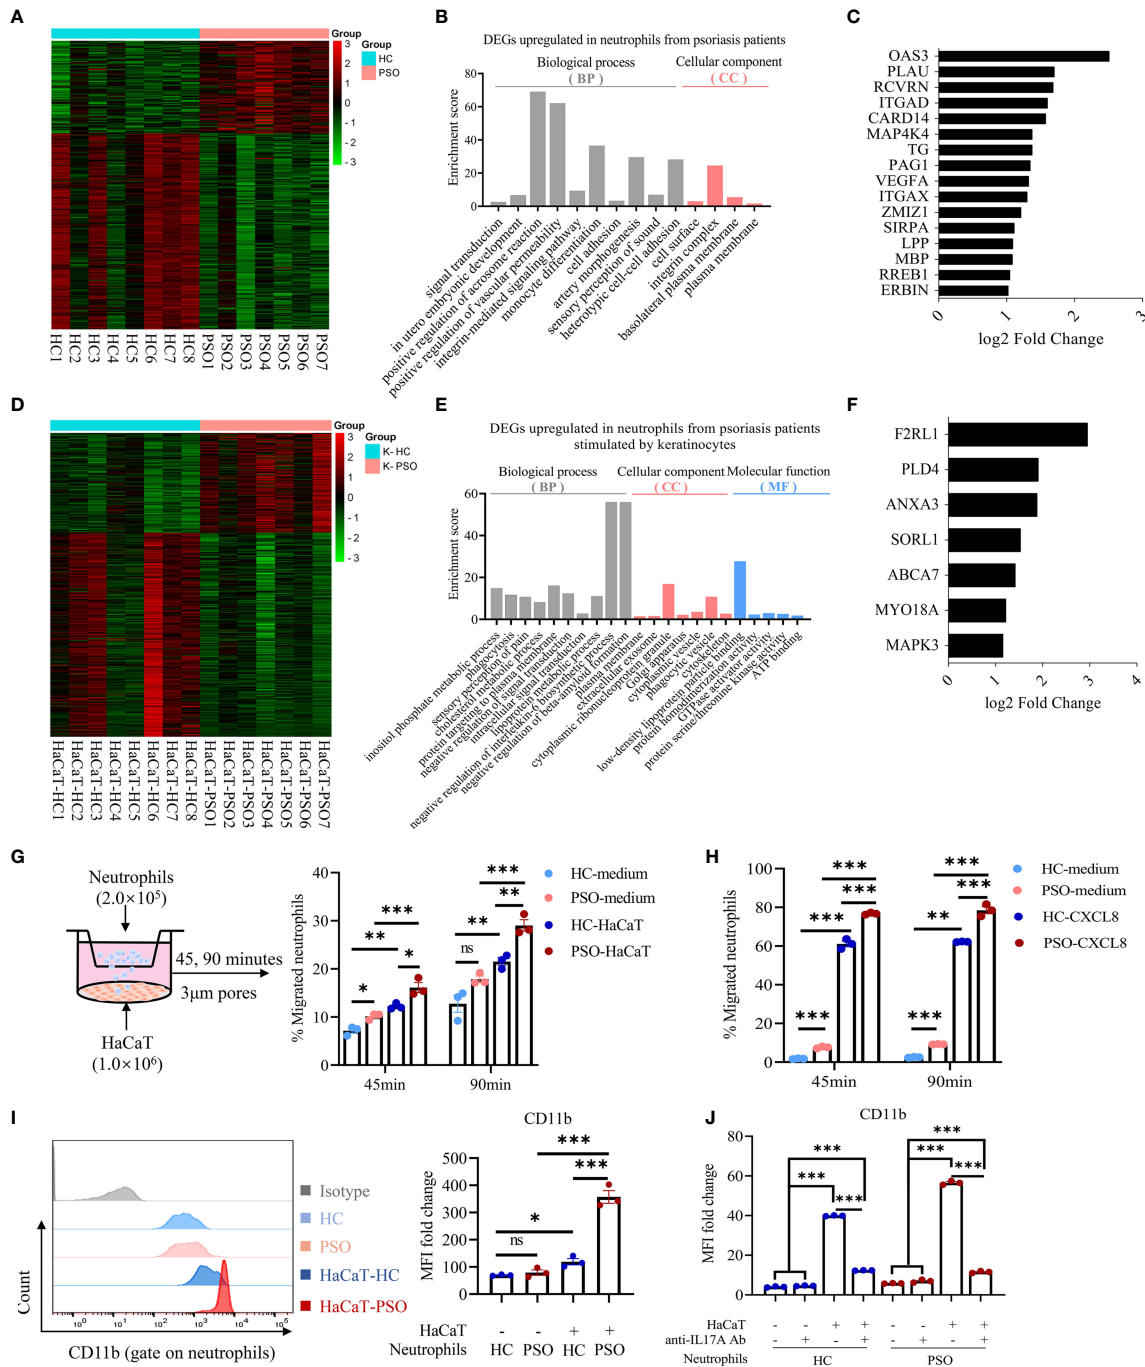 A
Group
3
2
1
0
-1
-2
-3
Group
HC
PSO
HC1
HC2
HC3
HC4
HC5
HC6
HC7
HC8
PSO1
PSO2
PSO3
PSO4
PSO5
PSO6
PSO7
B
DEGs upregulated in neutrophils from psoriasis patients
Biological process
( BP )
Cellular component
( CC )
Enrichment score
80
60
40
20
0
signal transduction
in utero embryonic development
positive regulation of acrosome reaction
positive regulation of vascular permeability
integrin-mediated signaling pathway
monocyte differentiation
cell adhesion
artery morphogenesis
sensory perception of sound
heterotypic cell-cell adhesion
cell surface
integrin complex
basolateral plasma membrane
plasma membrane
C
OAS3
PLAU
RCVRN
ITGAD
CARD14
MAP4K4
TG
PAG1
VEGFA
ITGAX
ZMIZ1
SIRPA
LPP
MBP
RREB1
ERBIN
0
1
2
3
log2 Fold Change
D
Group
3
2
1
0
-1
-2
-3
Group
K- HC
K- PSO
HaCaT-HC1
HaCaT-HC2
HaCaT-HC3
HaCaT-HC4
HaCaT-HC5
HaCaT-HC6
HaCaT-HC7
HaCaT-HC8
HaCaT-PSO1
HaCaT-PSO2
HaCaT-PSO3
HaCaT-PSO4
HaCaT-PSO5
HaCaT-PSO6
HaCaT-PSO7
E
DEGs upregulated in neutrophils from psoriasis patients
stimulated by keratinocytes
Biological process
( BP )
Cellular component
( CC )
Molecular function
( MF )
Enrichment score
60
40
20
0
inositol phosphate metabolic process
phagocytosis
sensory perception of pain
cholesterol metabolic process
protein targeting to plasma membrane
negative regulation of signal transduction
intracellular signal transduction
lipoprotein metabolic process
negative regulation of interleukin-6 biosynthetic process
negative regulation of beta-amyloid formation
plasma membrane
extracellular exosome
cytoplasmic ribonucleoprotein granule
Golgi apparatus
cytoplasmic vesicle
phagocytic vesicle
cytoskeleton
low-density lipoprotein particle binding
protein homodimerization activity
GTPase activator activity
protein serine/threonine kinase activity
ATP binding
F
F2RL1
PLD4
ANXA3
SORL1
ABCA7
MYO18A
MAPK3
0
1
2
3
4
log2 Fold Change
G
Neutrophils
(2.0×10⁵)
45, 90 minutes
3μm pores
HaCaT
(1.0×10⁶)
% Migrated neutrophils
40
30
20
10
0
*
**
***
*
ns
**
***
**
45min
90min
HC-medium
PSO-medium
HC-HaCaT
PSO-HaCaT
H
% Migrated neutrophils
100
80
60
40
20
0
***
***
***
***
***
**
***
***
45min
90min
HC-medium
PSO-medium
HC-CXCL8
PSO-CXCL8
I
Count
Isotype
HC
PSO
HaCaT-HC
HaCaT-PSO
0
10⁰
10¹
10²
10³
10⁴
10⁵
CD11b (gate on neutrophils)
CD11b
MFI fold change
500
400
300
200
100
0
ns
*
***
***
HaCaT - - + +
Neutrophils HC PSO HC PSO
J
CD11b
MFI fold change
80
60
40
20
0
***
***
***
***
***
***
HaCaT - - + + - - + +
anti-IL17A Ab - + - + - + - +
Neutrophils HC PSO